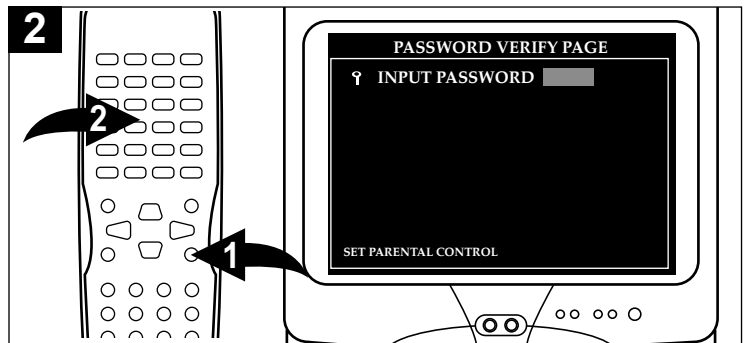 2
PASSWORD VERIFY PAGE
INPUT PASSWORD
2
1
SET PARENTAL CONTROL